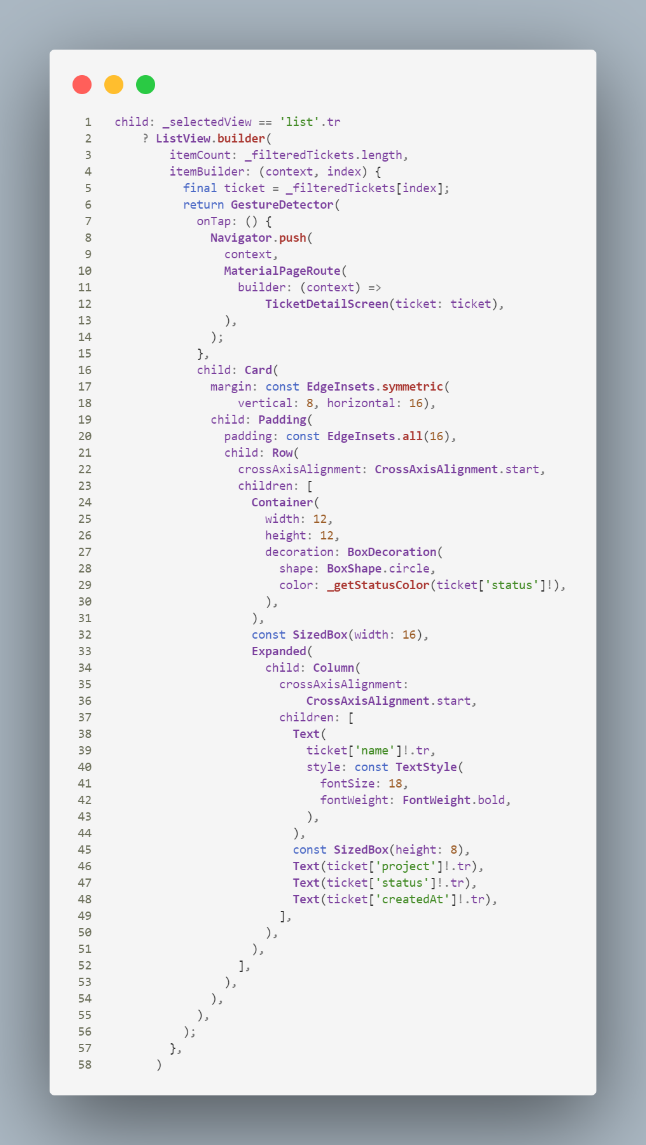 1 child: _selectedView == 'list'.tr
2     ? ListView.builder(
3         itemCount: _filteredTickets.length,
4         itemBuilder: (context, index) {
5           final ticket = _filteredTickets[index];
6           return GestureDetector(
7             onTap: () {
8               Navigator.push(
9                 context,
10                 MaterialPageRoute(
11                   builder: (context) =>
12                       TicketDetailScreen(ticket: ticket),
13                 ),
14               );
15             },
16             child: Card(
17               margin: const EdgeInsets.symmetric(
18                   vertical: 8, horizontal: 16),
19               child: Padding(
20                 padding: const EdgeInsets.all(16),
21                 child: Row(
22                   crossAxisAlignment: CrossAxisAlignment.start,
23                   children: [
24                     Container(
25                       width: 12,
26                       height: 12,
27                       decoration: BoxDecoration(
28                         shape: BoxShape.circle,
29                         color: _getStatusColor(ticket['status']!),
30                       ),
31                     ),
32                     const SizedBox(width: 16),
33                     Expanded(
34                       child: Column(
35                         crossAxisAlignment:
36                             CrossAxisAlignment.start,
37                         children: [
38                           Text(
39                             ticket['name']!.tr,
40                             style: const TextStyle(
41                               fontSize: 18,
42                               fontWeight: FontWeight.bold,
43                             ),
44                           ),
45                           const SizedBox(height: 8),
46                           Text(ticket['project']!.tr),
47                           Text(ticket['status']!.tr),
48                           Text(ticket['createdAt']!.tr),
49                         ],
50                       ),
51                     ),
52                   ],
53                 ),
54               ),
55             ),
56           );
57         },
58       )